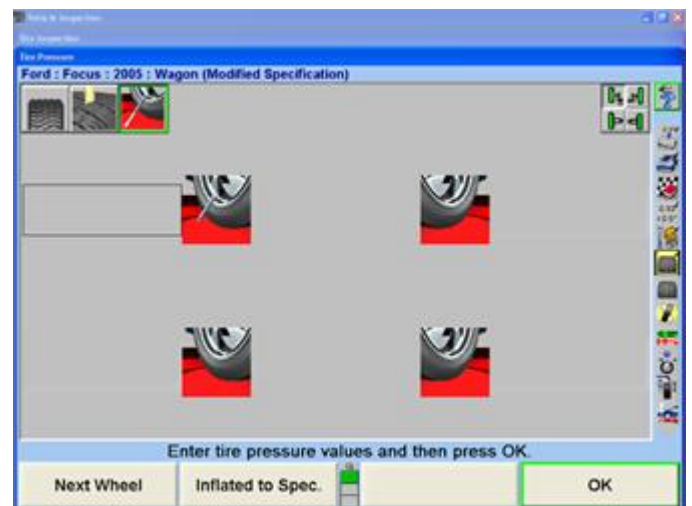 Tire Pressure
Ford : Focus : 2005 : Wagon (Modified Specification)
Enter tire pressure values and then press OK.
Next Wheel
Inflated to Spec.
OK